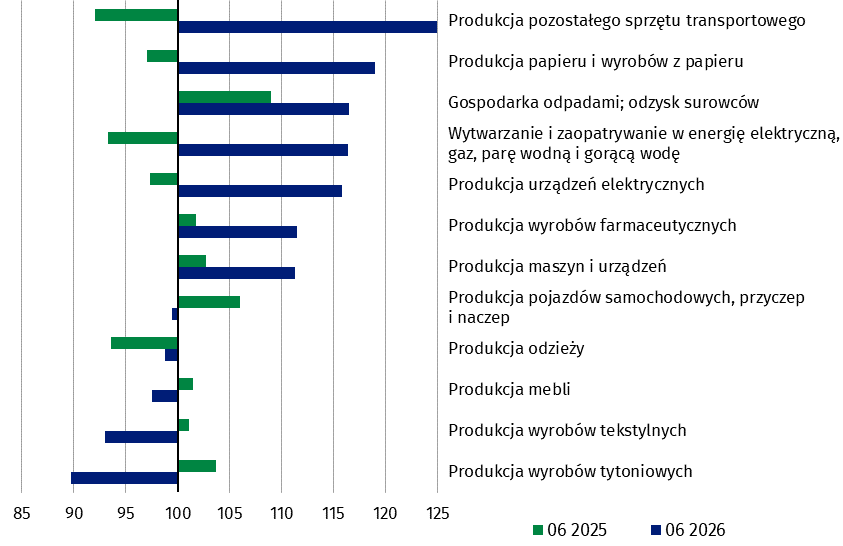 Produkcja pozostałego sprzętu transportowego
Produkcja papieru i wyrobów z papieru
Gospodarka odpadami; odzysk surowców
Wytwarzanie i zaopatrywanie w energię elektryczną,
gaz, parę wodną i gorącą wodę
Produkcja urządzeń elektrycznych
Produkcja wyrobów farmaceutycznych
Produkcja maszyn i urządzeń
Produkcja pojazdów samochodowych, przyczep
i naczep
Produkcja odzieży
Produkcja mebli
Produkcja wyrobów tekstylnych
Produkcja wyrobów tytoniowych
85 90 95 100 105 110 115 120 125
06 2025 06 2026